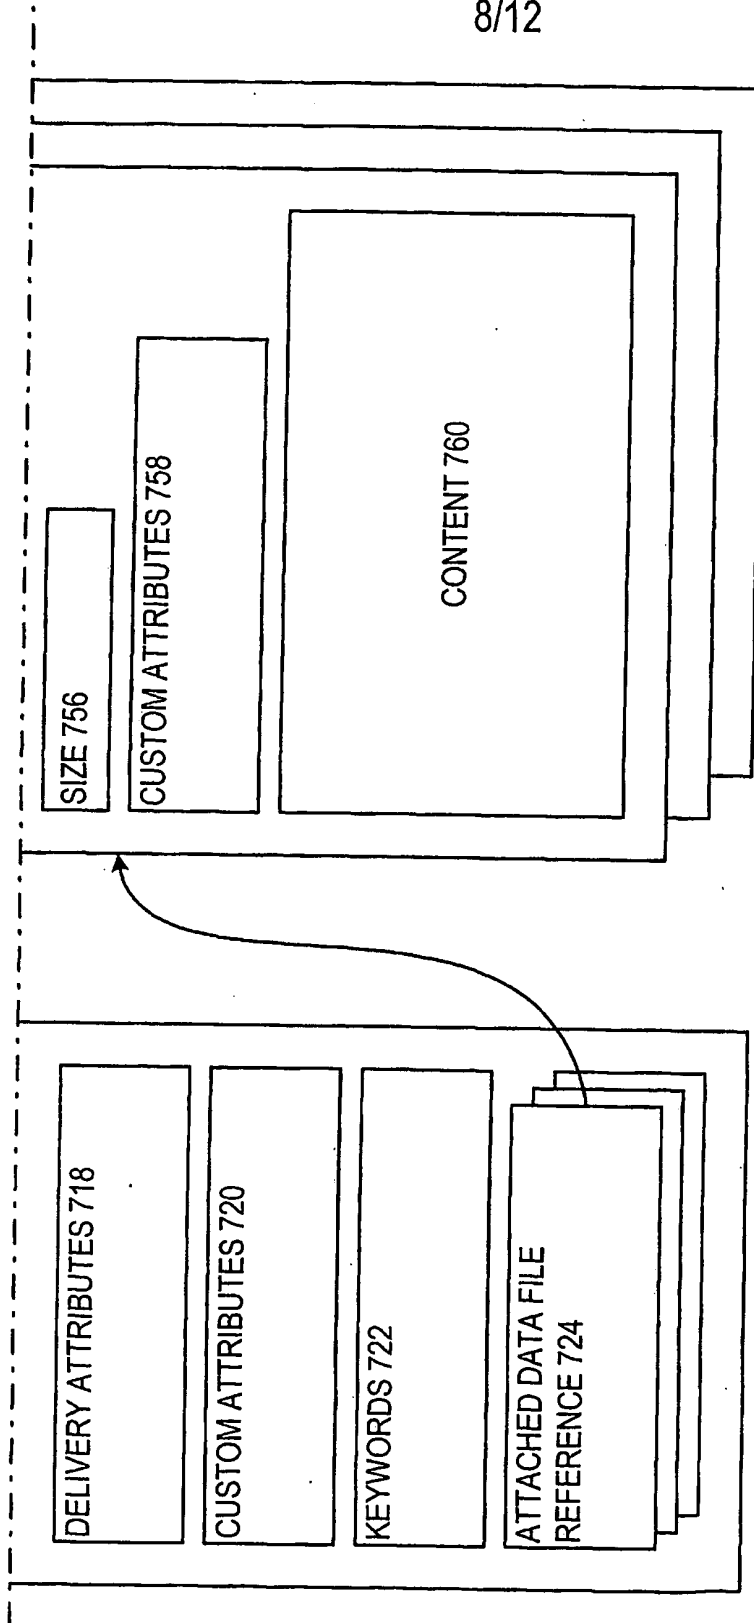 8/12
DELIVERY ATTRIBUTES 718
CUSTOM ATTRIBUTES 720
KEYWORDS 722
ATTACHED DATA FILE
REFERENCE 724
SIZE 756
CUSTOM ATTRIBUTES 758
CONTENT 760